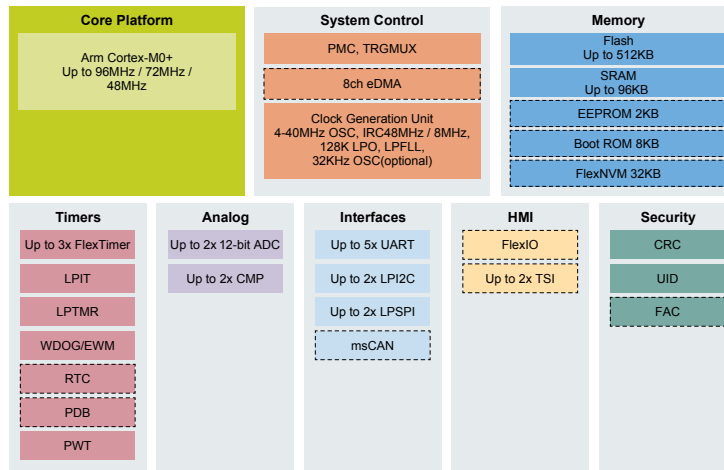 Core Platform
Arm Cortex-M0+
Up to 96MHz / 72MHz /
48MHz
System Control
PMC, TRGMUX
8ch eDMA
Clock Generation Unit
4-40MHz OSC, IRC48MHz / 8MHz,
128K LPO, LPFLL,
32KHz OSC(optional)
Memory
Flash
Up to 512KB
SRAM
Up to 96KB
EEPROM 2KB
Boot ROM 8KB
FlexNVM 32KB
Timers
Up to 3x FlexTimer
LPIT
LPTMR
WDOG/EWM
RTC
PDB
PWT
Analog
Up to 2x 12-bit ADC
Up to 2x CMP
Interfaces
Up to 5x UART
Up to 2x LPI2C
Up to 2x LPSPI
msCAN
HMI
FlexIO
Up to 2x TSI
Security
CRC
UID
FAC